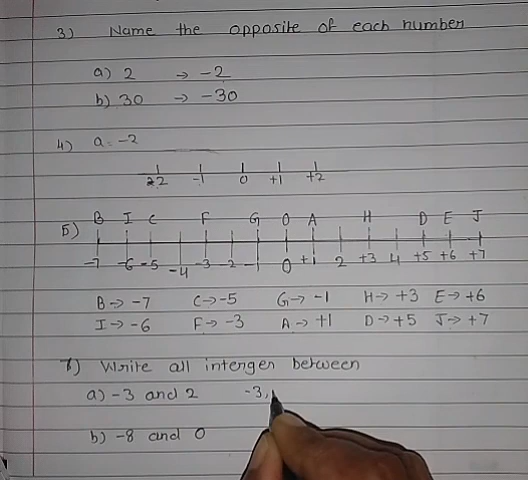 3) Name the opposite of each number
a) 2 → -2
b) 30 → -30
4) a = -2
-2 -1 0 +1 +2
B I C F G O A H D E J
5)
-7 -6 -5 -4 -3 -2 -1 0 +1 2 +3 4 +5 +6 +7
B → -7 C → -5 G → -1 H → +3 E → +6
I → -6 F → -3 A → +1 D → +5 J → +7
7) Write all interger between
a) -3 and 2 -3,
b) -8 and 0